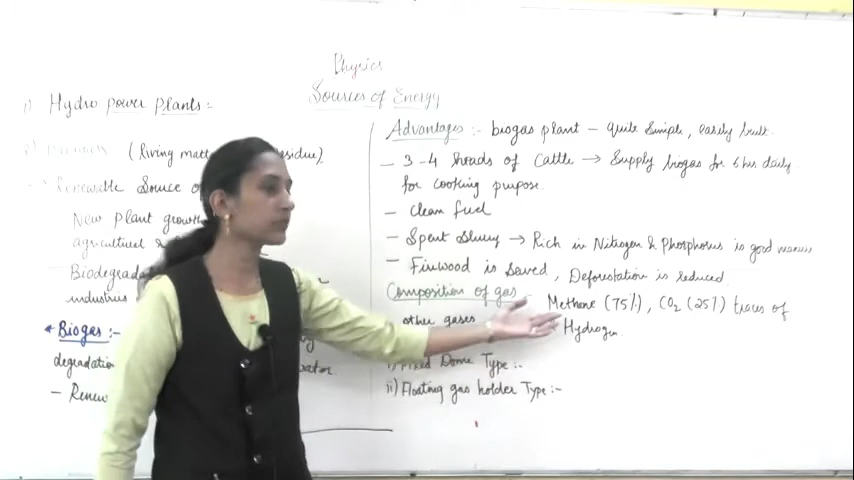 Physics
Sources of Energy
1) Hydro power plants :-
(living matt residue)
Renewable Source o
New plant growth
agricultural &
Biodegrada
industries
Biogas :-
degradation
- Renew
Advantages :- biogas plant - quite simple, easily built.
- 3-4 heads of Cattle → Supply biogas for 6 hrs daily
for cooking purpose.
- Clean fuel
- Spent Slurry → Rich in Nitrogen & Phosphorus is good manure
- Firewood is Saved, Deforestation is reduced.
Composition of gas - Methane (75%), CO2 (25%) traces of
other gases Hydrogen.
i) Fixed Dome Type :-
ii) Floating gas holder Type :-